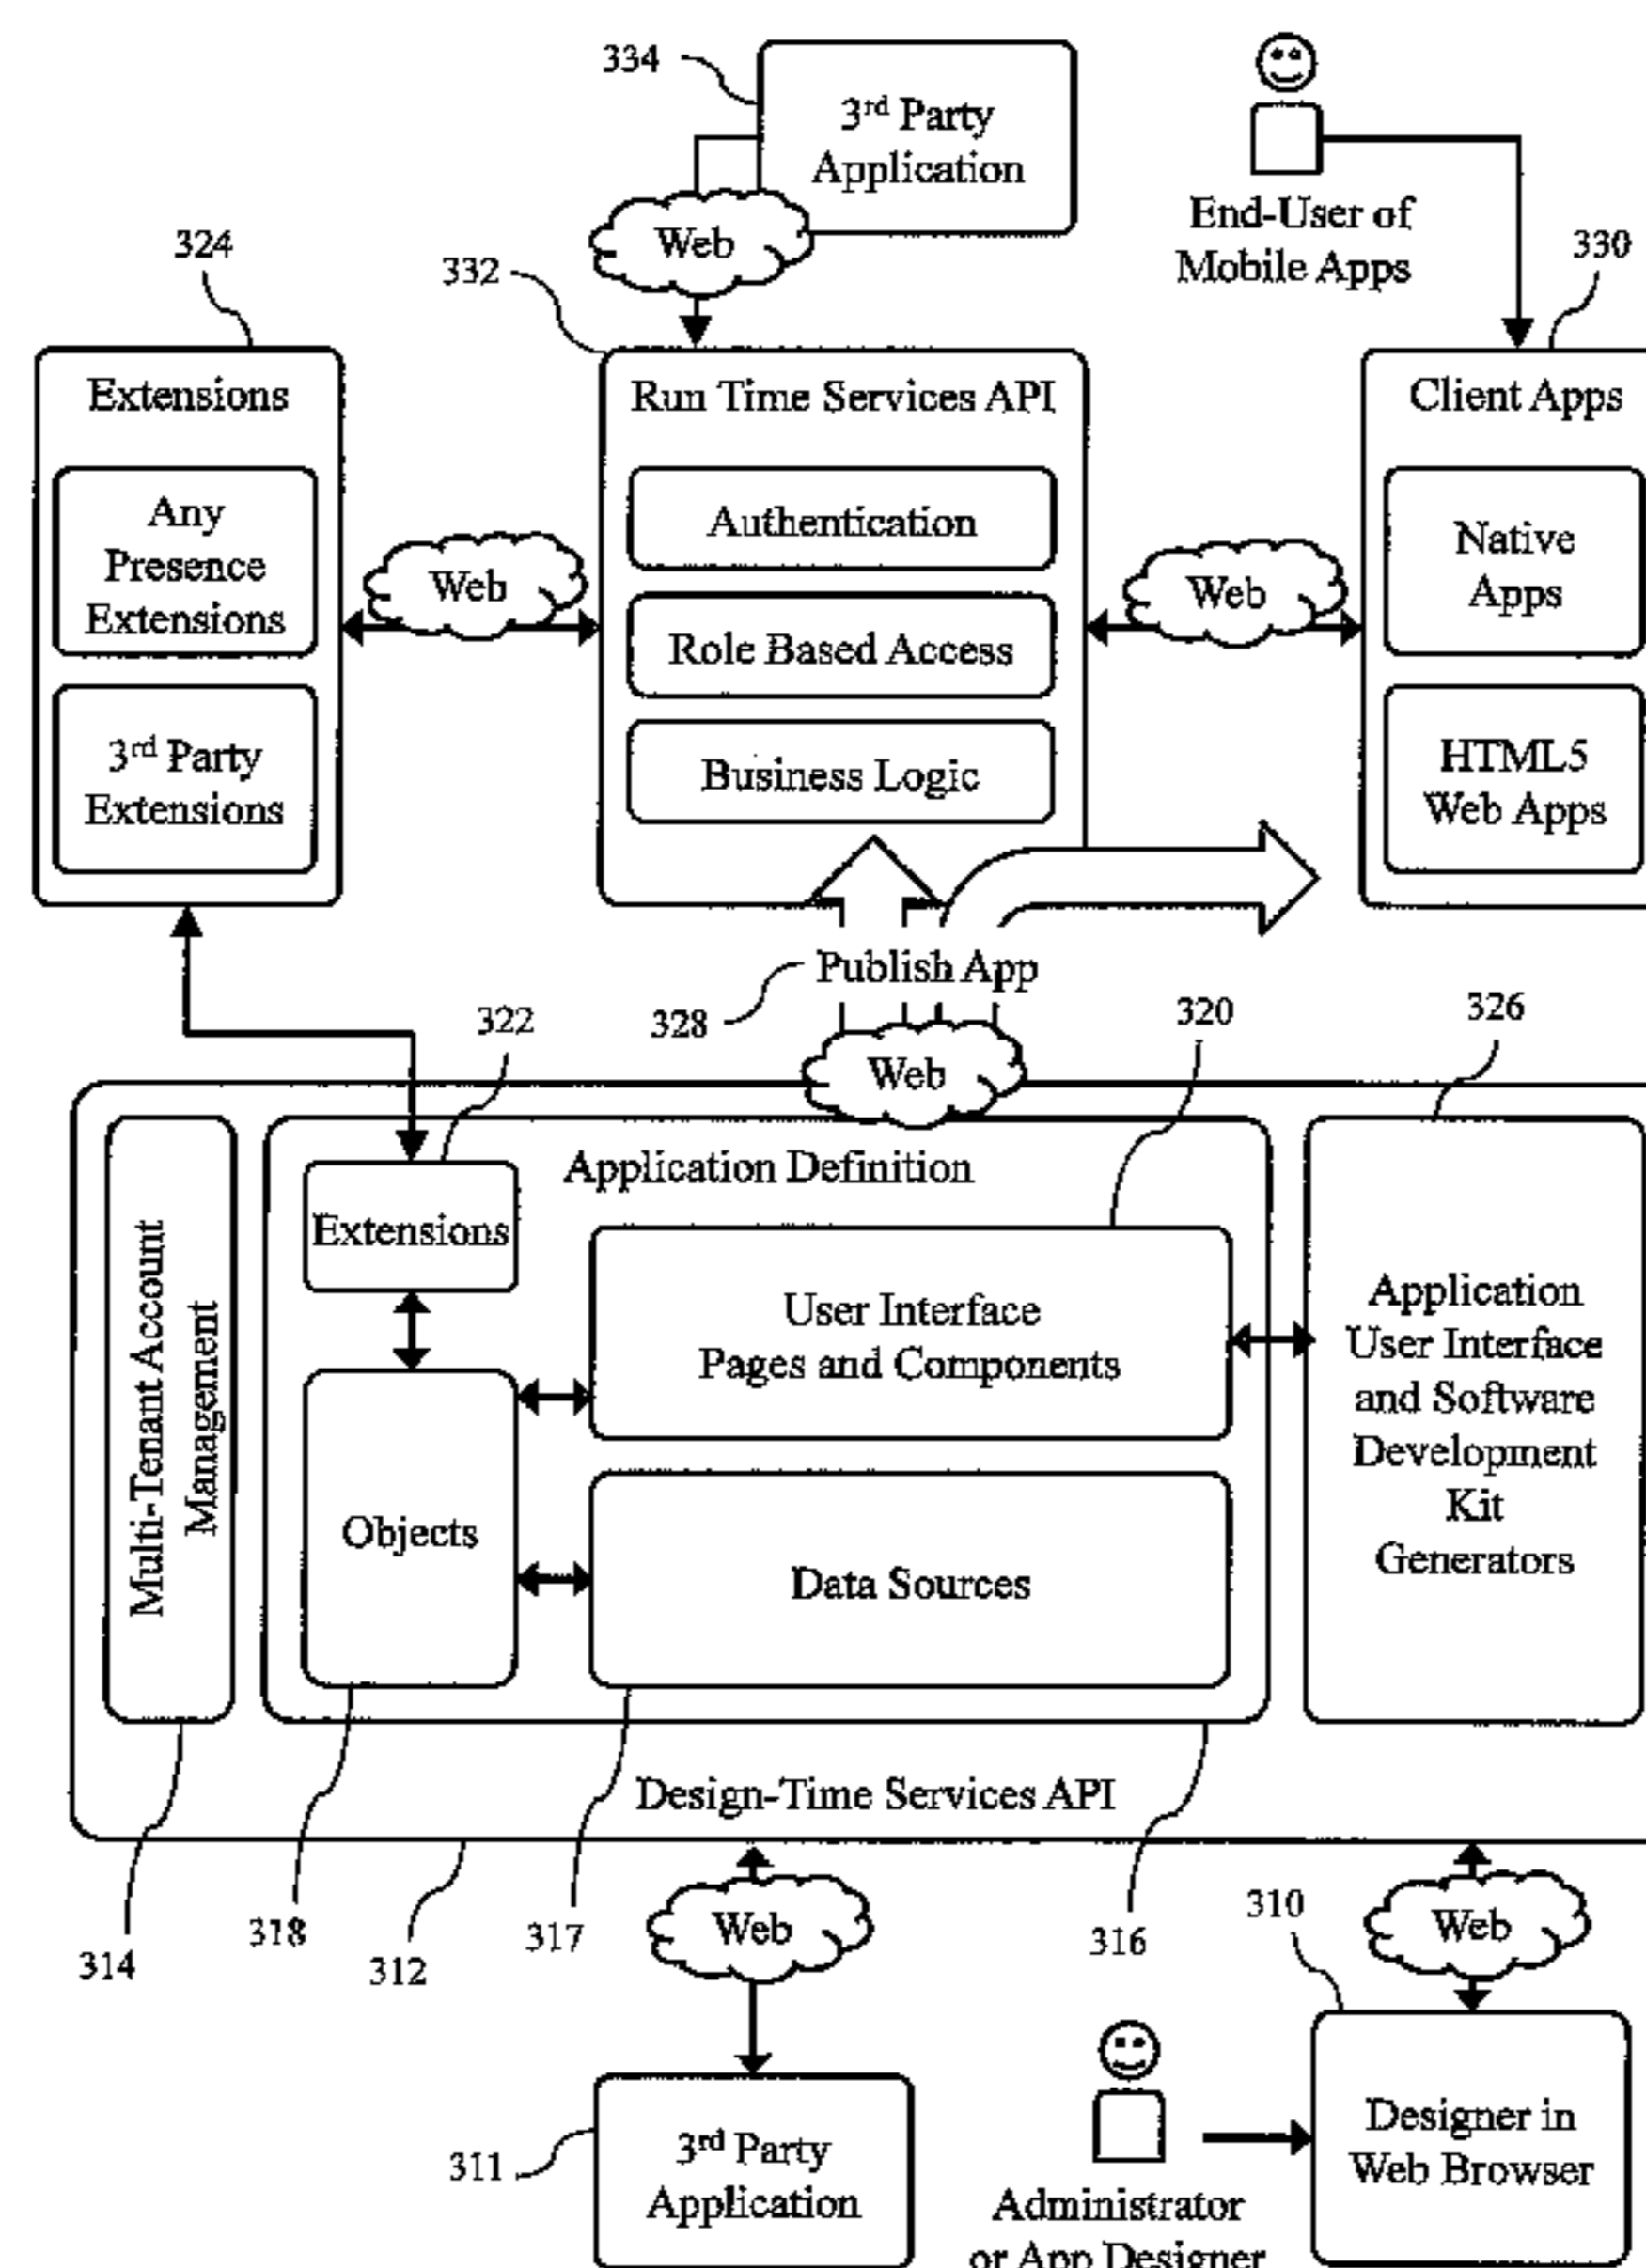 334
3rd Party
Application
Web
End-User of
Mobile Apps
324
332
330
Extensions
Any
Presence
Extensions
3rd Party
Extensions
Web
Run Time Services API
Authentication
Role Based Access
Business Logic
Web
Client Apps
Native
Apps
HTML5
Web Apps
Publish App
328
322
320
326
Web
Multi-Tenant Account
Management
Application Definition
Extensions
User Interface
Pages and Components
Objects
Data Sources
Application
User Interface
and Software
Development
Kit
Generators
Design-Time Services API
314
318
312
317
Web
316
310
Web
311
3rd Party
Application
Administrator
or App Designer
Designer in
Web Browser